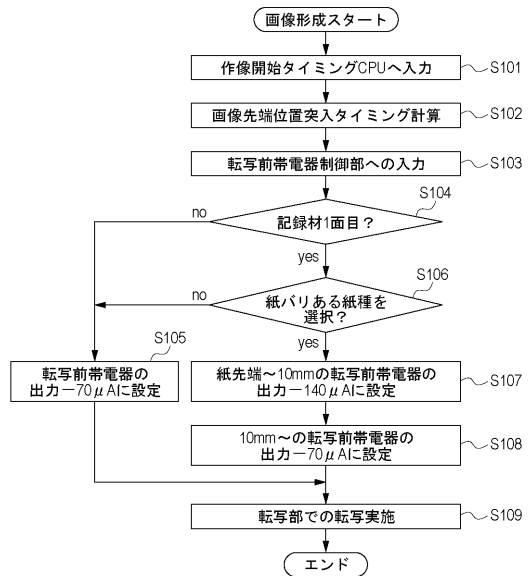 画像形成スタート
作像開始タイミングCPUへ入力
S101
画像先端位置突入タイミング計算
S102
転写前帯電器制御部への入力
S103
S104
no
記録材1面目?
yes
S106
no
紙バリある紙種を
選択?
yes
S105
転写前帯電器の
出力－70μAに設定
紙先端～10mmの転写前帯電器の
出力－140μAに設定
S107
10mm～の転写前帯電器の
出力－70μAに設定
S108
転写部での転写実施
S109
エンド